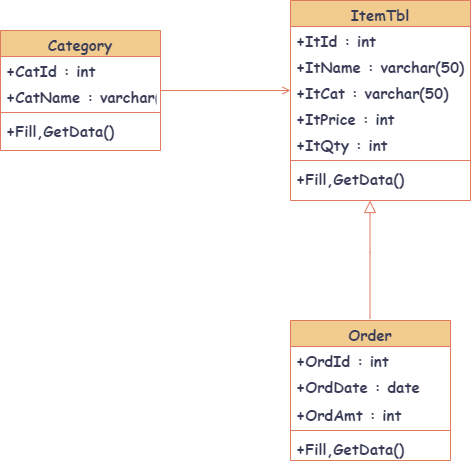 Category
+CatId : int
+CatName : varchar(
+Fill,GetData()
ItemTbl
+ItId : int
+ItName : varchar(50)
+ItCat : varchar(50)
+ItPrice : int
+ItQty : int
+Fill,GetData()
Order
+OrdId : int
+OrdDate : date
+OrdAmt : int
+Fill,GetData()